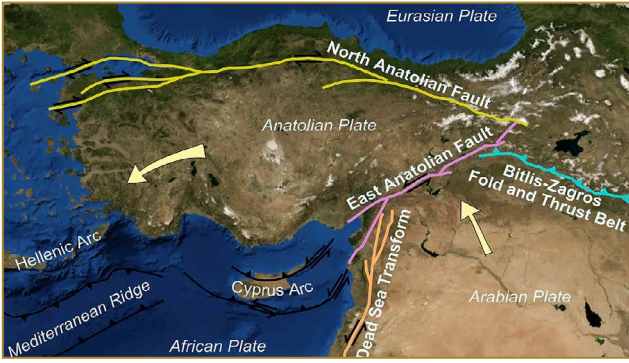 Eurasian Plate
North Anatolian Fault
Anatolian Plate
East Anatolian Fault
Bitlis-Zagros
Fold and Thrust Belt
Hellenic Arc
Cyprus Arc
Dead Sea Transform
Arabian Plate
Mediterranean Ridge
African Plate